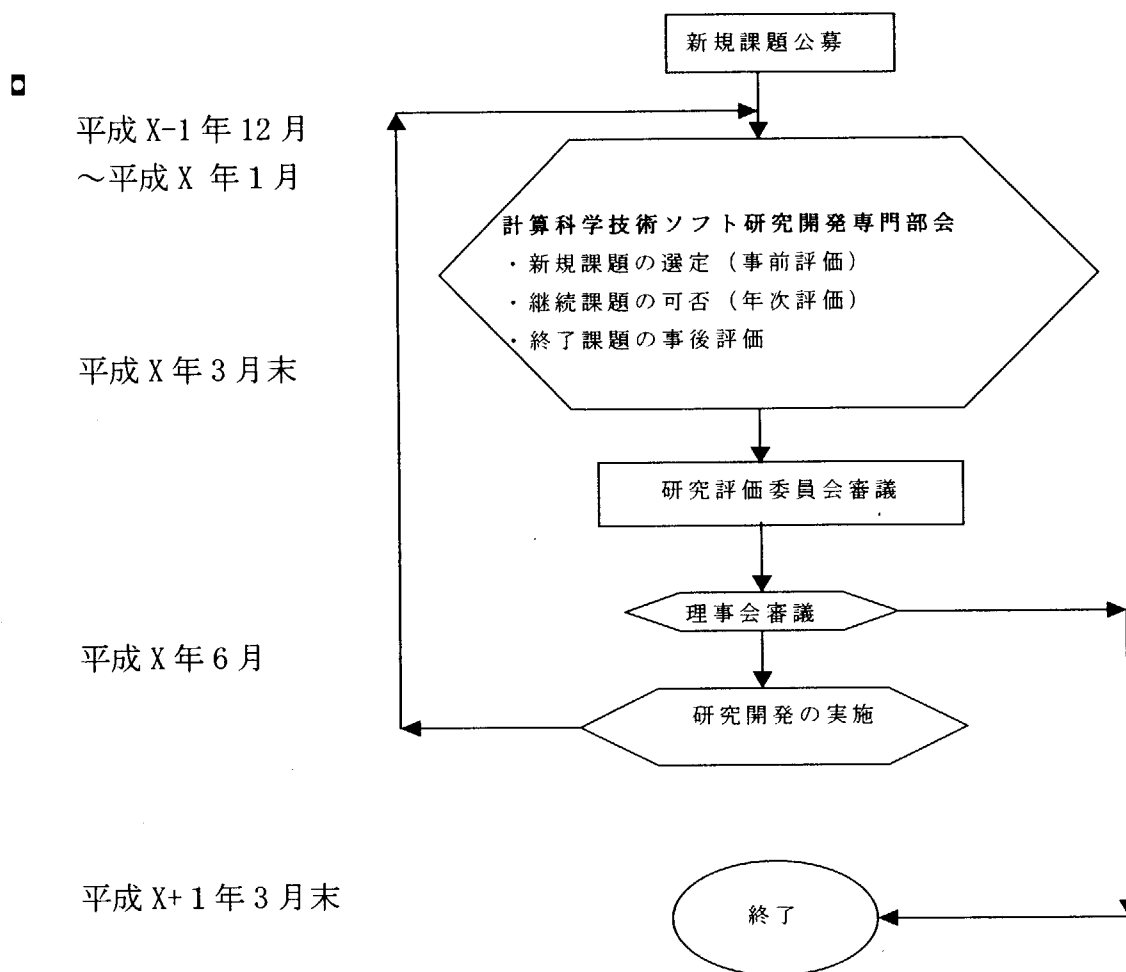 新規課題公募
平成X-1年12月
～平成X 年1月
計算科学技術ソフト研究開発専門部会
・新規課題の選定（事前評価）
・継続課題の可否（年次評価）
・終了課題の事後評価
平成X年3月末
研究評価委員会審議
理事会審議
平成X年6月
研究開発の実施
平成X+1年3月末
終了